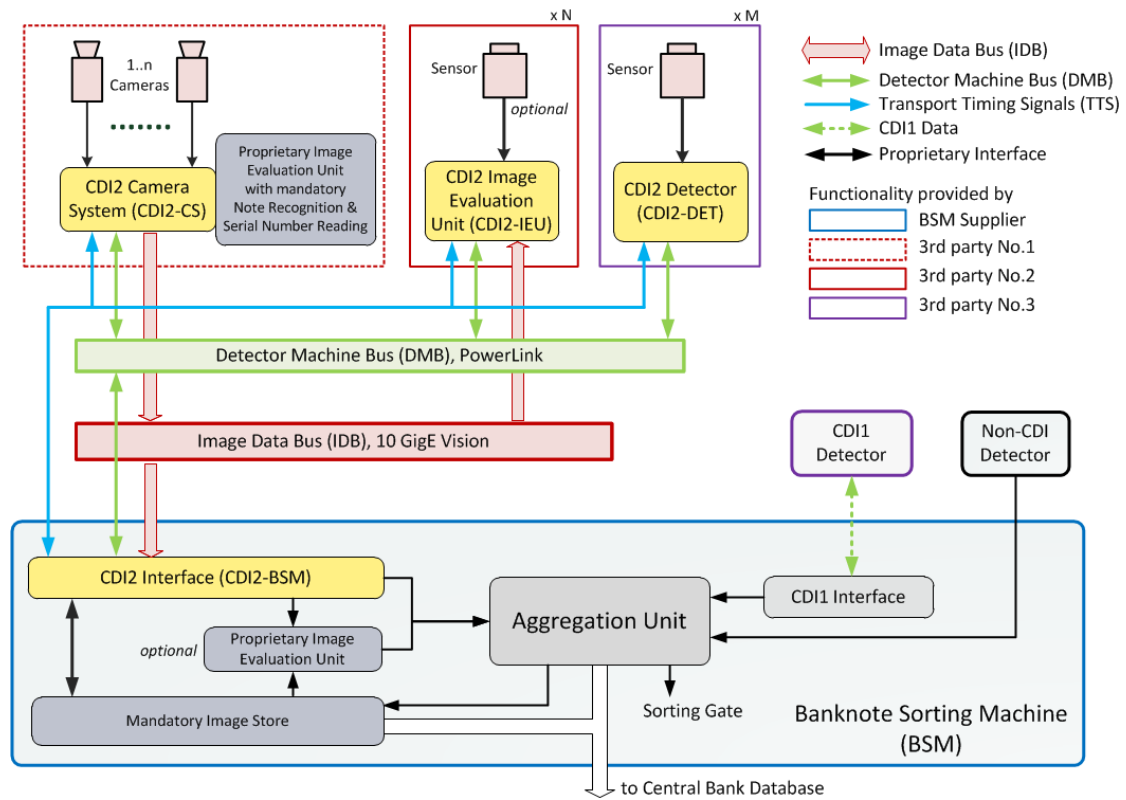 x N
x M
1..n
Cameras
Sensor
optional
Sensor
Proprietary Image
Evaluation Unit
with mandatory
Note Recognition &
Serial Number Reading
CDI2 Camera
System (CDI2-CS)
CDI2 Image
Evaluation
Unit (CDI2-IEU)
CDI2 Detector
(CDI2-DET)
Image Data Bus (IDB)
Detector Machine Bus (DMB)
Transport Timing Signals (TTS)
CDI1 Data
Proprietary Interface
Functionality provided by
BSM Supplier
3rd party No.1
3rd party No.2
3rd party No.3
Detector Machine Bus (DMB), PowerLink
Image Data Bus (IDB), 10 GigE Vision
CDI1
Detector
Non-CDI
Detector
CDI2 Interface (CDI2-BSM)
CDI1 Interface
Aggregation Unit
optional
Proprietary Image
Evaluation Unit
Mandatory Image Store
Sorting Gate
Banknote Sorting Machine
(BSM)
to Central Bank Database